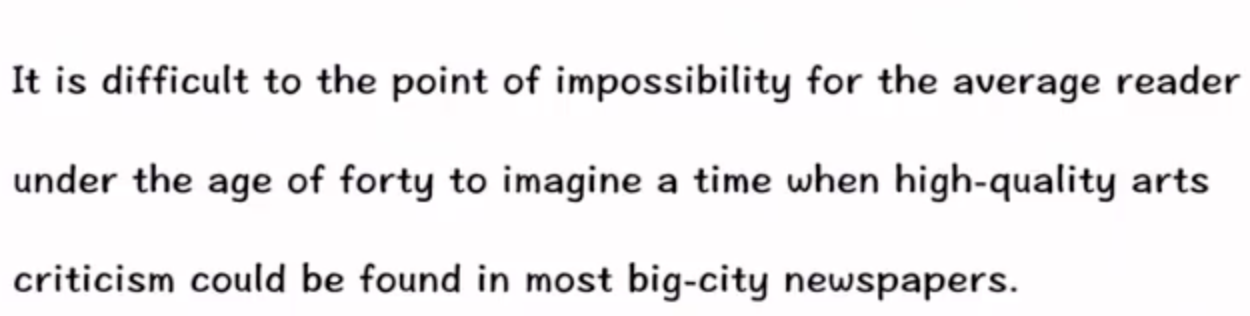 It is difficult to the point of impossibility for the average reader
under the age of forty to imagine a time when high-quality arts
criticism could be found in most big-city newspapers.